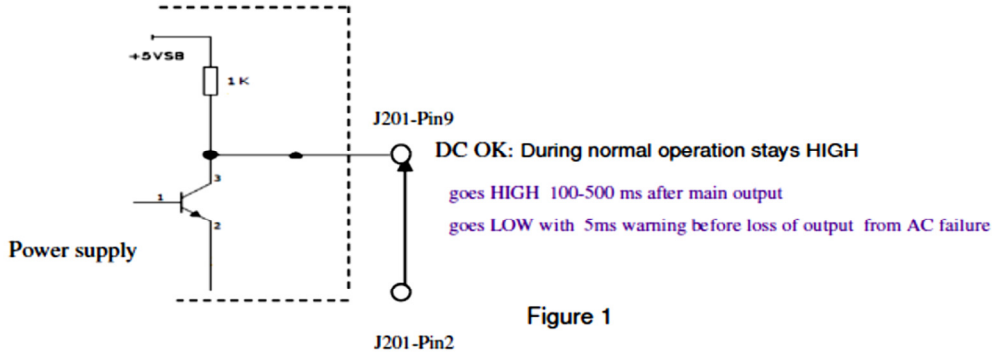 +5VSB
1K
J201-Pin9
DC OK: During normal operation stays HIGH
goes HIGH 100-500 ms after main output
goes LOW with 5ms warning before loss of output from AC failure
3
1
2
Power supply
Figure 1
J201-Pin2